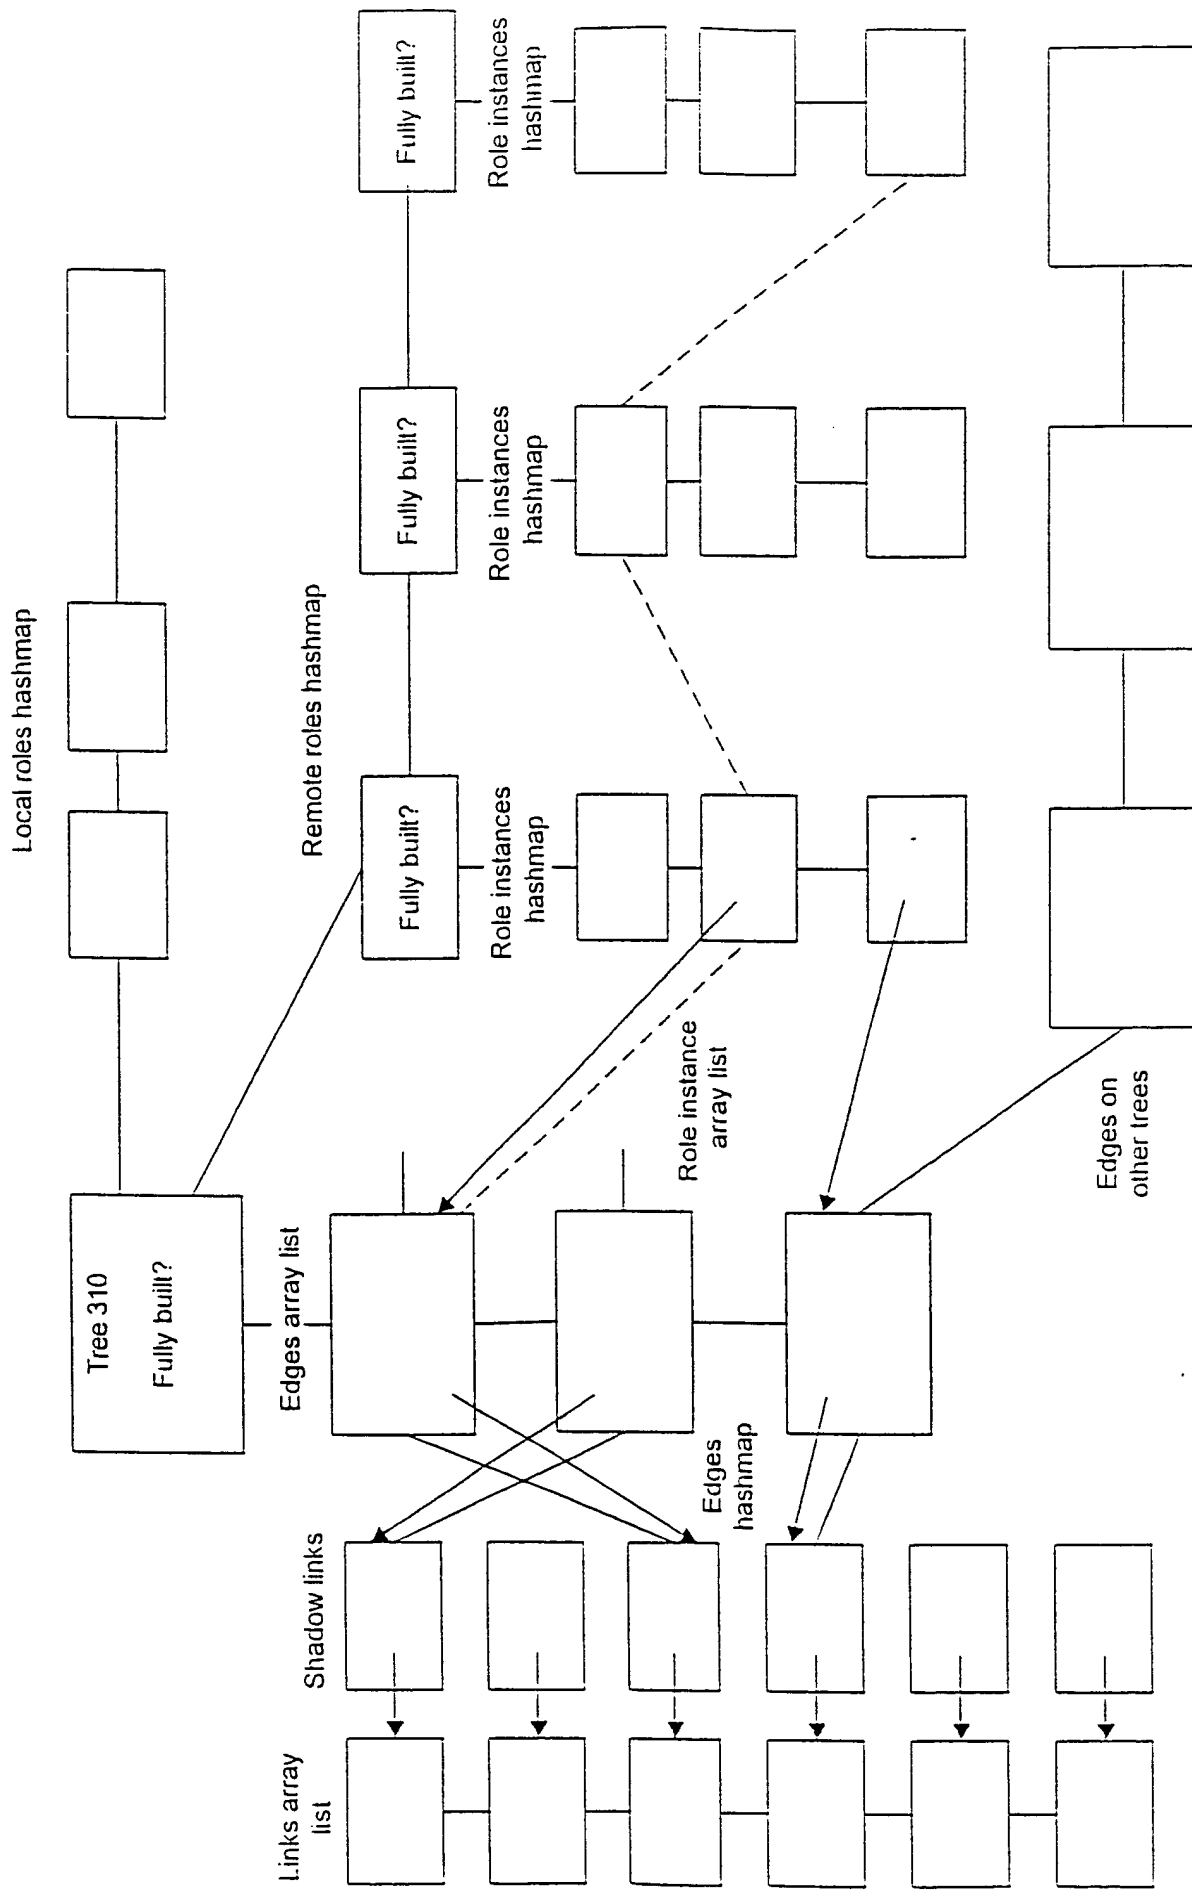 Local roles hashmap
Tree 310
Fully built?
Remote roles hashmap
Fully built?
Fully built?
Fully built?
Links array
list
Shadow links
Edges array list
Role instances
hashmap
Role instances
hashmap
Role instances
hashmap
Edges
hashmap
Role instance
array list
Edges on
other trees